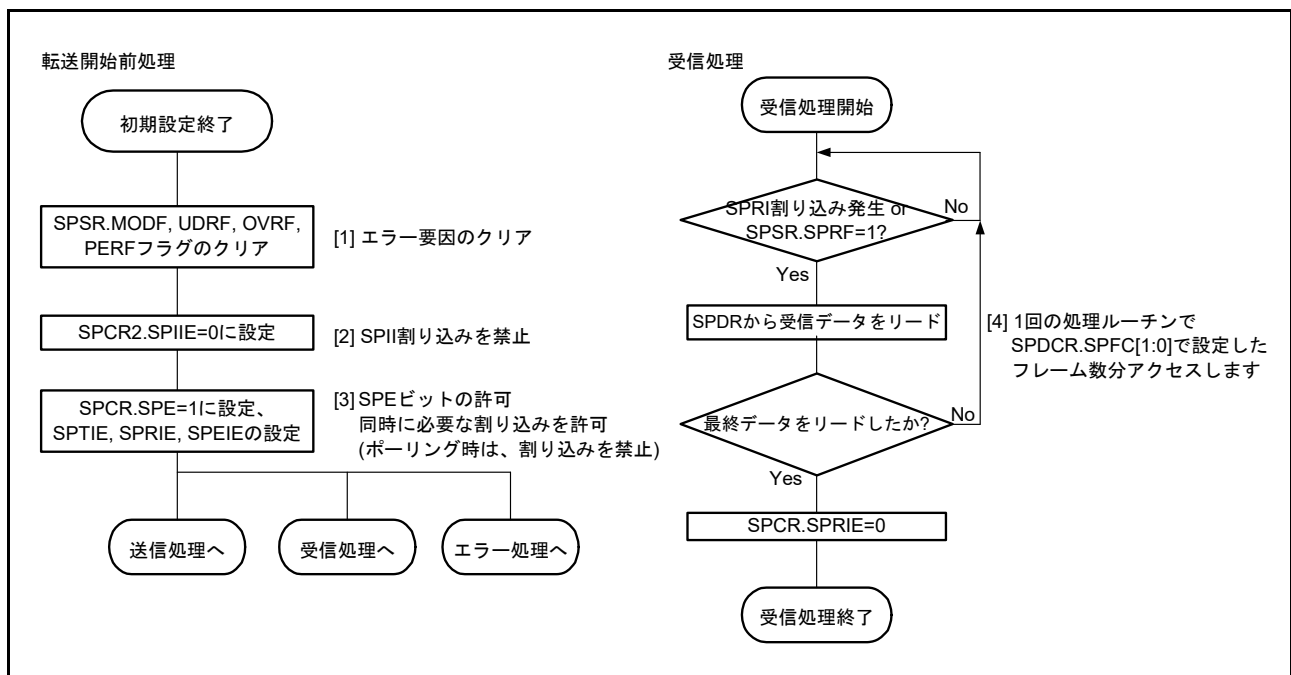 転送開始前処理
初期設定終了
SPSR.MODF, UDRF, OVRF,
PERFフラグのクリア
[1] エラー要因のクリア
SPCR2.SPIIE=0に設定
[2] SPII割り込みを禁止
SPCR.SPE=1に設定、
SPTIE, SPRIE, SPEIEの設定
[3] SPEビットの許可
同時に必要な割り込みを許可
(ポーリング時は、割り込みを禁止)
送信処理へ
受信処理へ
エラー処理へ
受信処理
受信処理開始
SPRI割り込み発生 or
SPSR.SPRF=1?
No
Yes
SPDRから受信データをリード
[4] 1回の処理ルーチンで
SPDCR.SPFC[1:0]で設定した
フレーム数分アクセスします
最終データをリードしたか?
No
Yes
SPCR.SPRIE=0
受信処理終了